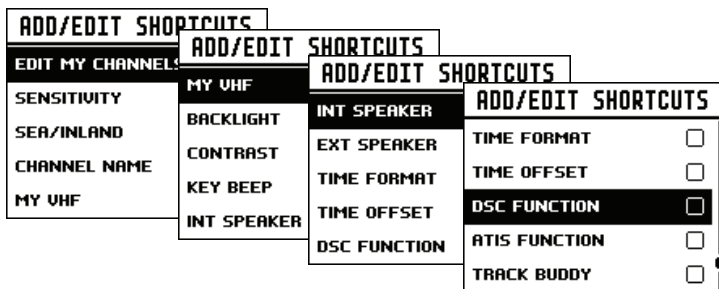 ADD/EDIT SHORTCUTS
EDIT MY CHANNELS
SENSITIVITY
SEA/INLAND
CHANNEL NAME
MY VHF
ADD/EDIT SHORTCUTS
MY VHF
BACKLIGHT
CONTRAST
KEY BEEP
INT SPEAKER
ADD/EDIT SHORTCUTS
INT SPEAKER
EXT SPEAKER
TIME FORMAT
TIME OFFSET
DSC FUNCTION
ADD/EDIT SHORTCUTS
TIME FORMAT
TIME OFFSET
DSC FUNCTION
ATIS FUNCTION
TRACK BUDDY